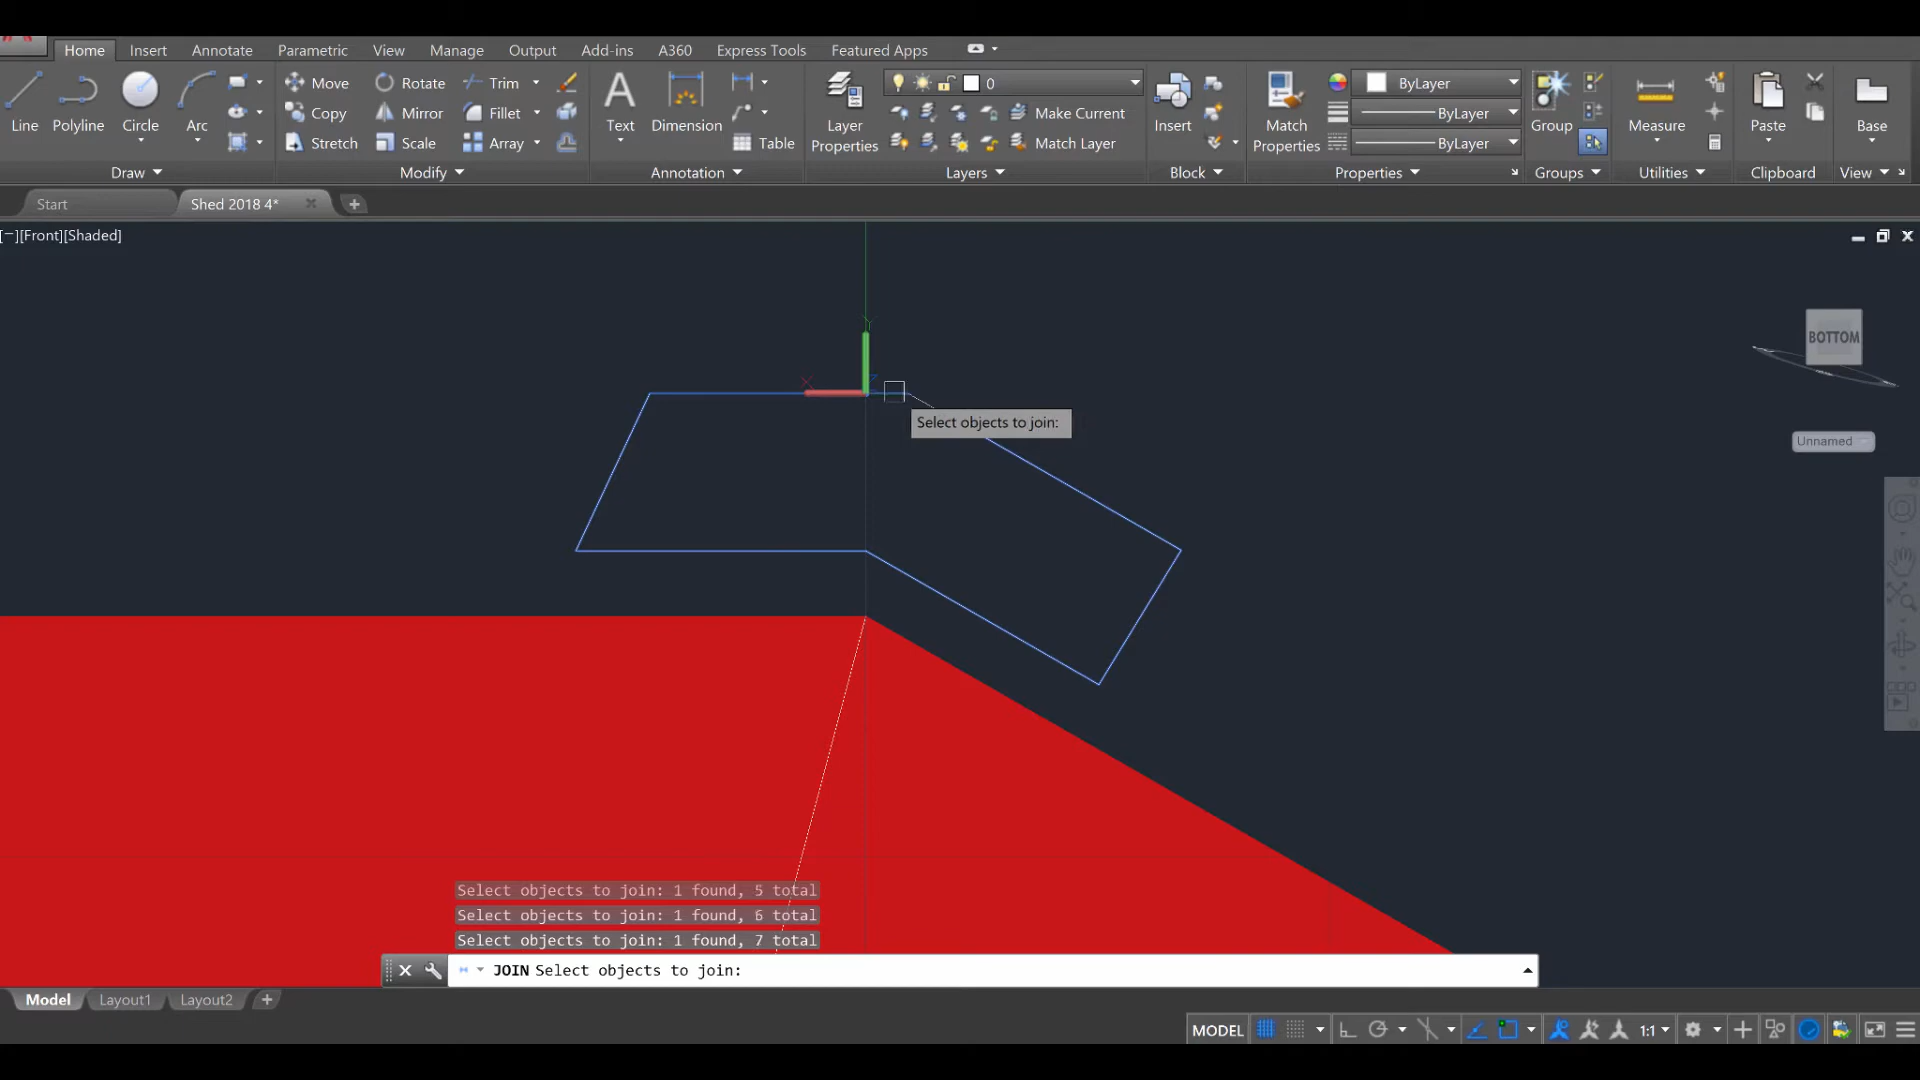 Home Insert Annotate Parametric View Manage Output Add-ins A360 Express Tools Featured Apps
Line Polyline Circle Arc
Move Rotate Trim
Copy Mirror Fillet
Stretch Scale Array
Text Dimension Table
Layer Properties
0
Make Current
Match Layer
Insert
Match Properties
ByLayer
ByLayer
ByLayer
Group
Measure
Paste
Base
Draw Modify Annotation Layers Block Properties Groups Utilities Clipboard View
Start Shed 2018 4* +
[−][Front][Shaded]
BOTTOM
Y
X
Z
Select objects to join:
Unnamed
Select objects to join: 1 found, 5 total
Select objects to join: 1 found, 6 total
Select objects to join: 1 found, 7 total
JOIN Select objects to join:
Model Layout1 Layout2 +
MODEL 1:1